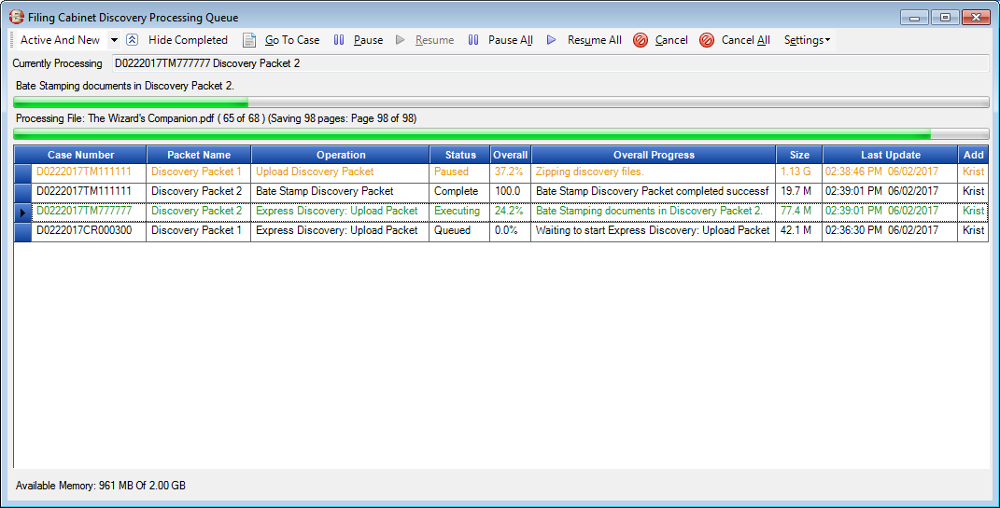 Filing Cabinet Discovery Processing Queue
Active And New Hide Completed Go To Case Pause Resume Pause All Resume All Cancel Cancel All Settings
Currently Processing D0222017TM777777 Discovery Packet 2
Bate Stamping documents in Discovery Packet 2.
Processing File: The Wizard's Companion.pdf ( 65 of 68 ) (Saving 98 pages: Page 98 of 98)
Case Number Packet Name Operation Status Overall Overall Progress Size Last Update Add
D0222017TM111111 Discovery Packet 1 Upload Discovery Packet Paused 37.2% Zipping discovery files. 1.13 G 02:38:46 PM 06/02/2017 Krist
D0222017TM111111 Discovery Packet 2 Bate Stamp Discovery Packet Complete 100.0 Bate Stamp Discovery Packet completed successf 19.7 M 02:39:01 PM 06/02/2017 Krist
D0222017TM777777 Discovery Packet 2 Express Discovery: Upload Packet Executing 24.2% Bate Stamping documents in Discovery Packet 2. 77.4 M 02:39:01 PM 06/02/2017 Krist
D0222017CR000300 Discovery Packet 1 Express Discovery: Upload Packet Queued 0.0% Waiting to start Express Discovery: Upload Packet 42.1 M 02:36:30 PM 06/02/2017 Krist
Available Memory: 961 MB Of 2.00 GB